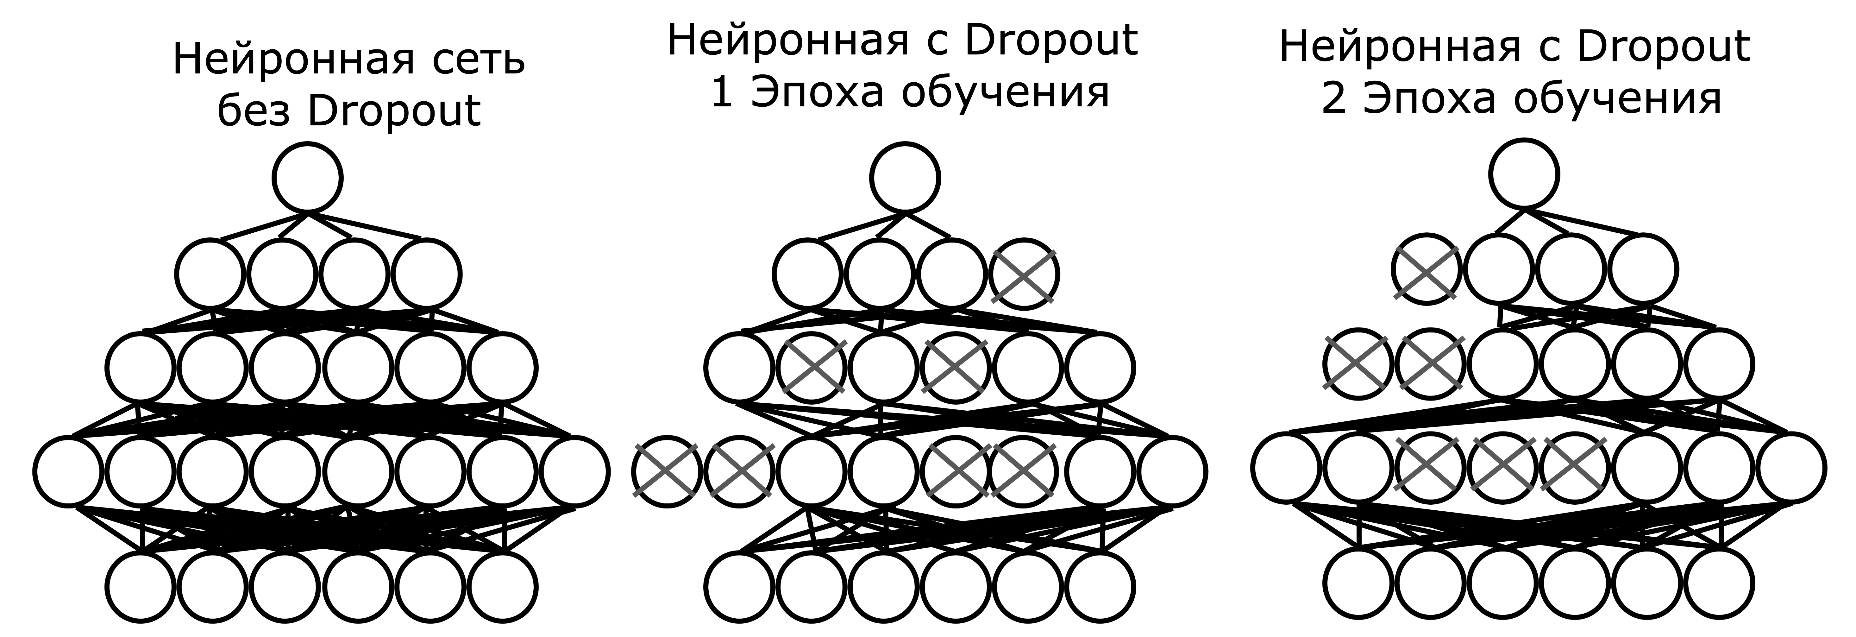 Нейронная сеть
без Dropout
Нейронная с Dropout
1 Эпоха обучения
Нейронная с Dropout
2 Эпоха обучения